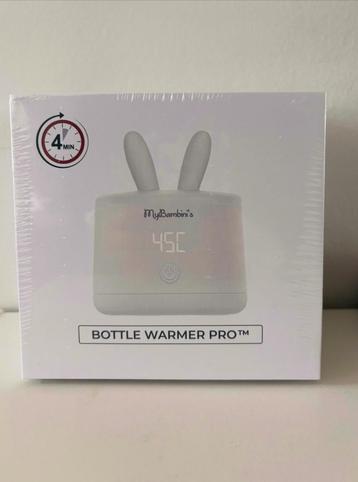 4
MIN
MyBambini's
45C
BOTTLE WARMER PRO™